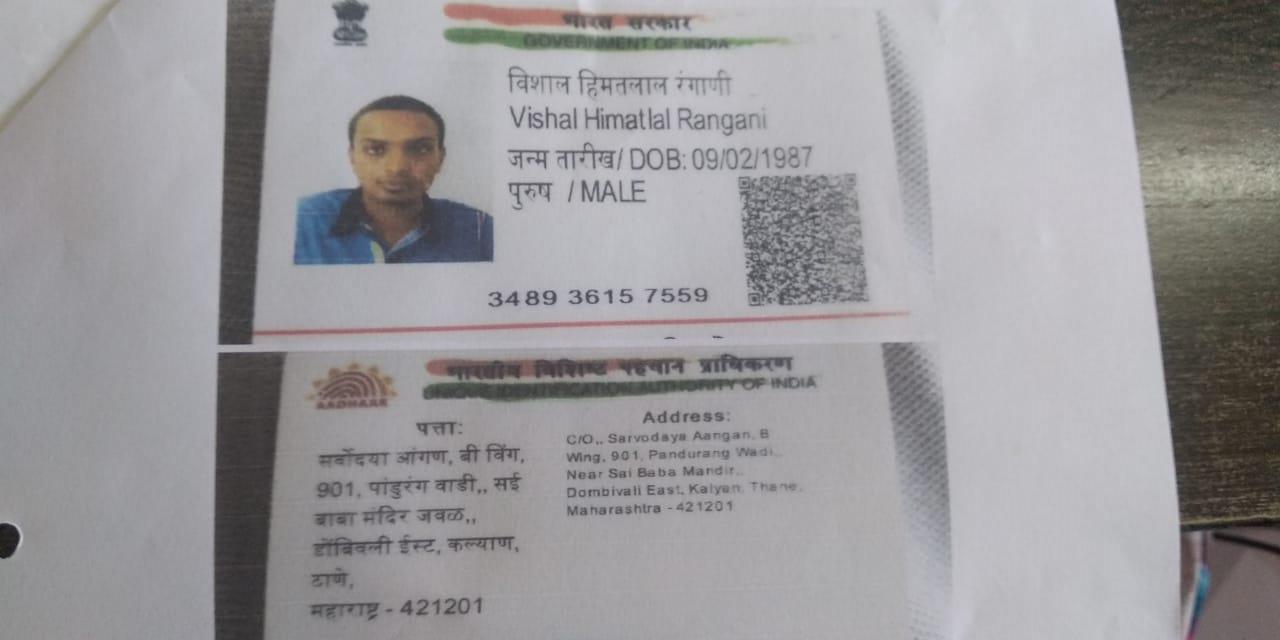 भारत सरकार
GOVERNMENT OF INDIA
विशाल हिमतलाल रंगाणी
Vishal Himatlal Rangani
जन्म तारीख/ DOB: 09/02/1987
पुरुष / MALE
3489 3615 7559
भारतीय विशिष्ट पहचान प्राधिकरण
IDENTIFICATION AUTHORITY OF INDIA
AADHAAR
पत्ता:
सर्वोदया आंगण, बी विंग,
901, पांडुरंग वाडी,, सई
बाबा मंदिर जवळ,,
डोंबिवली ईस्ट, कल्याण,
ठाणे,
महाराष्ट्र - 421201
Address:
C/O,, Sarvodaya Aangan, B
Wing, 901, Pandurang Wadi,,
Near Sai Baba Mandir,,
Dombivali East, Kalyan, Thane,
Maharashtra - 421201